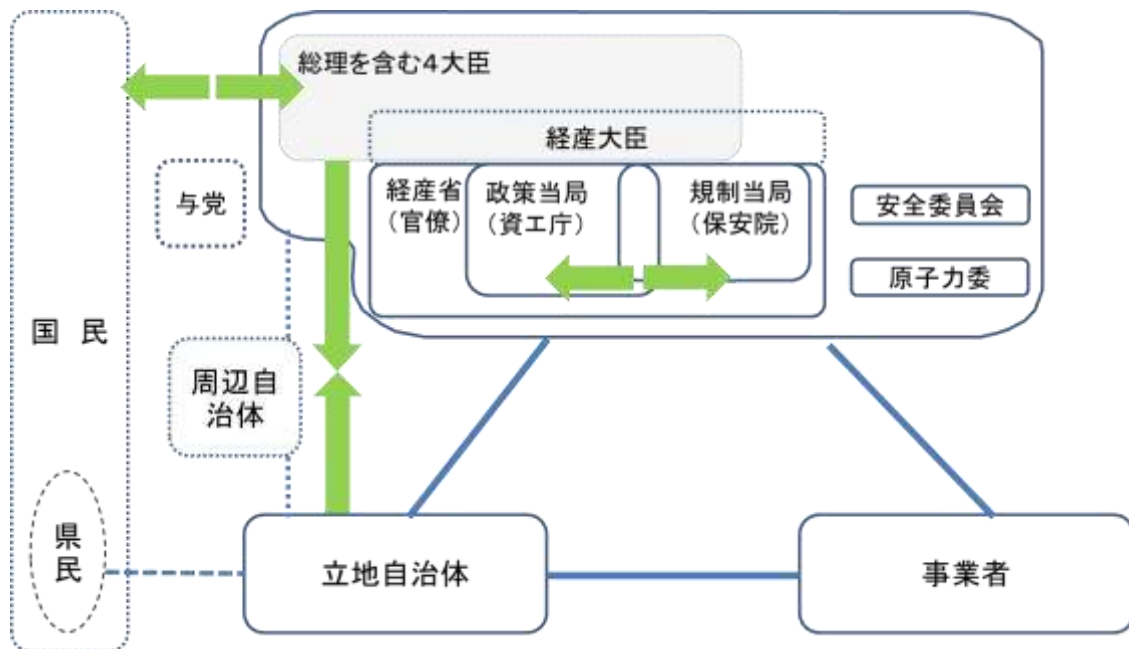 総理を含む4大臣
経産大臣
与党
経産省
(官僚)
政策当局
(資工庁)
規制当局
(保安院)
安全委員会
原子力委
国 民
周辺自
治体
県
民
立地自治体
事業者